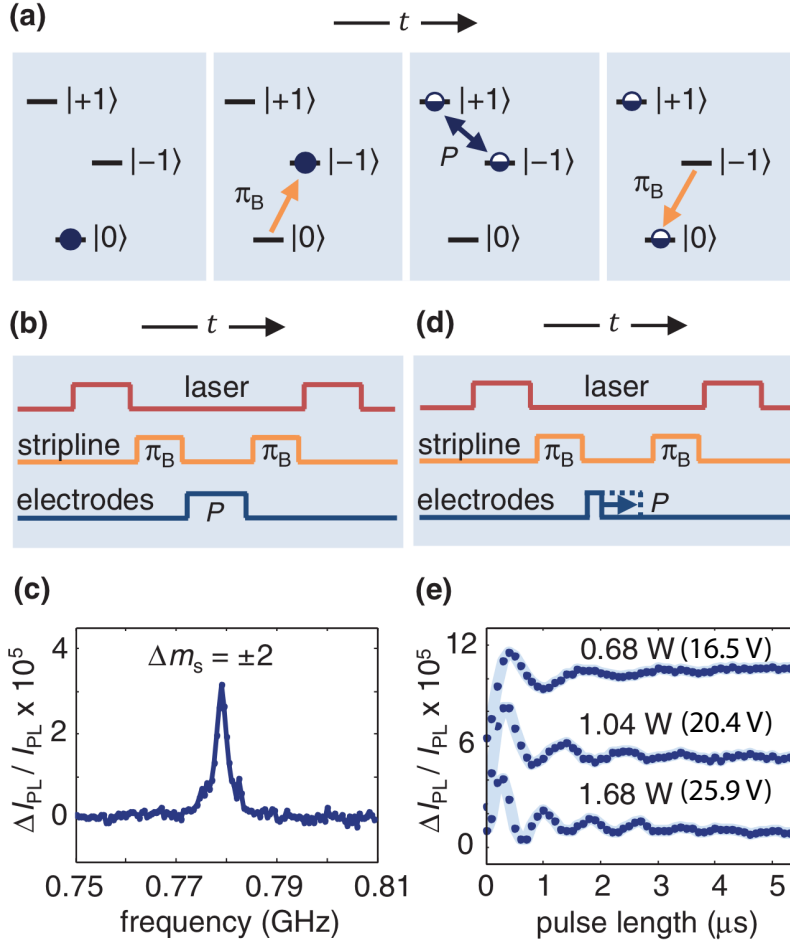 (a)
t
|+1⟩ |+1⟩ |+1⟩ |+1⟩
|−1⟩ |−1⟩ P |−1⟩ |−1⟩
π_B π_B
|0⟩ |0⟩ |0⟩ |0⟩
(b)
t
laser
stripline π_B π_B
electrodes P
(d)
t
laser
stripline π_B π_B
electrodes P
(c)
Δm_s = ±2
Δ I_PL / I_PL x 10^5
4
3
0
0.75 0.77 0.79 0.81
frequency (GHz)
(e)
Δ I_PL / I_PL x 10^5
12
6
0
0.68 W (16.5 V)
1.04 W (20.4 V)
1.68 W (25.9 V)
0 1 2 3 4 5
pulse length (μs)